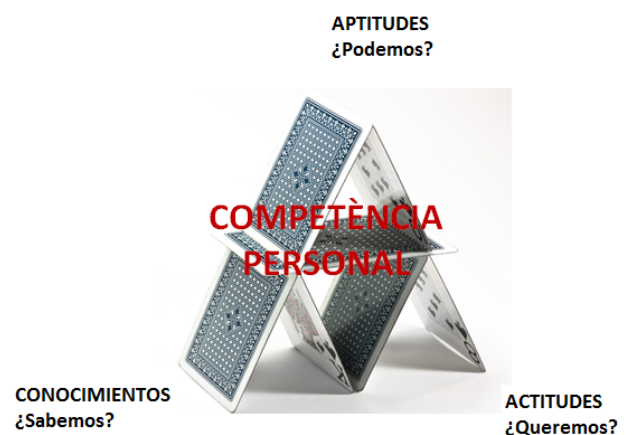 APTITUDES
¿Podemos?
COMPETÈNCIA
PERSONAL
CONOCIMIENTOS
¿Sabemos?
ACTITUDES
¿Queremos?